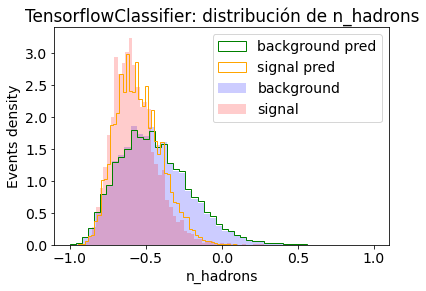 TensorflowClassifier: distribución de n_hadrons
Events density
3.0
2.5
2.0
1.5
1.0
0.5
0.0
background pred
signal pred
background
signal
−1.0 −0.5 0.0 0.5 1.0
n_hadrons